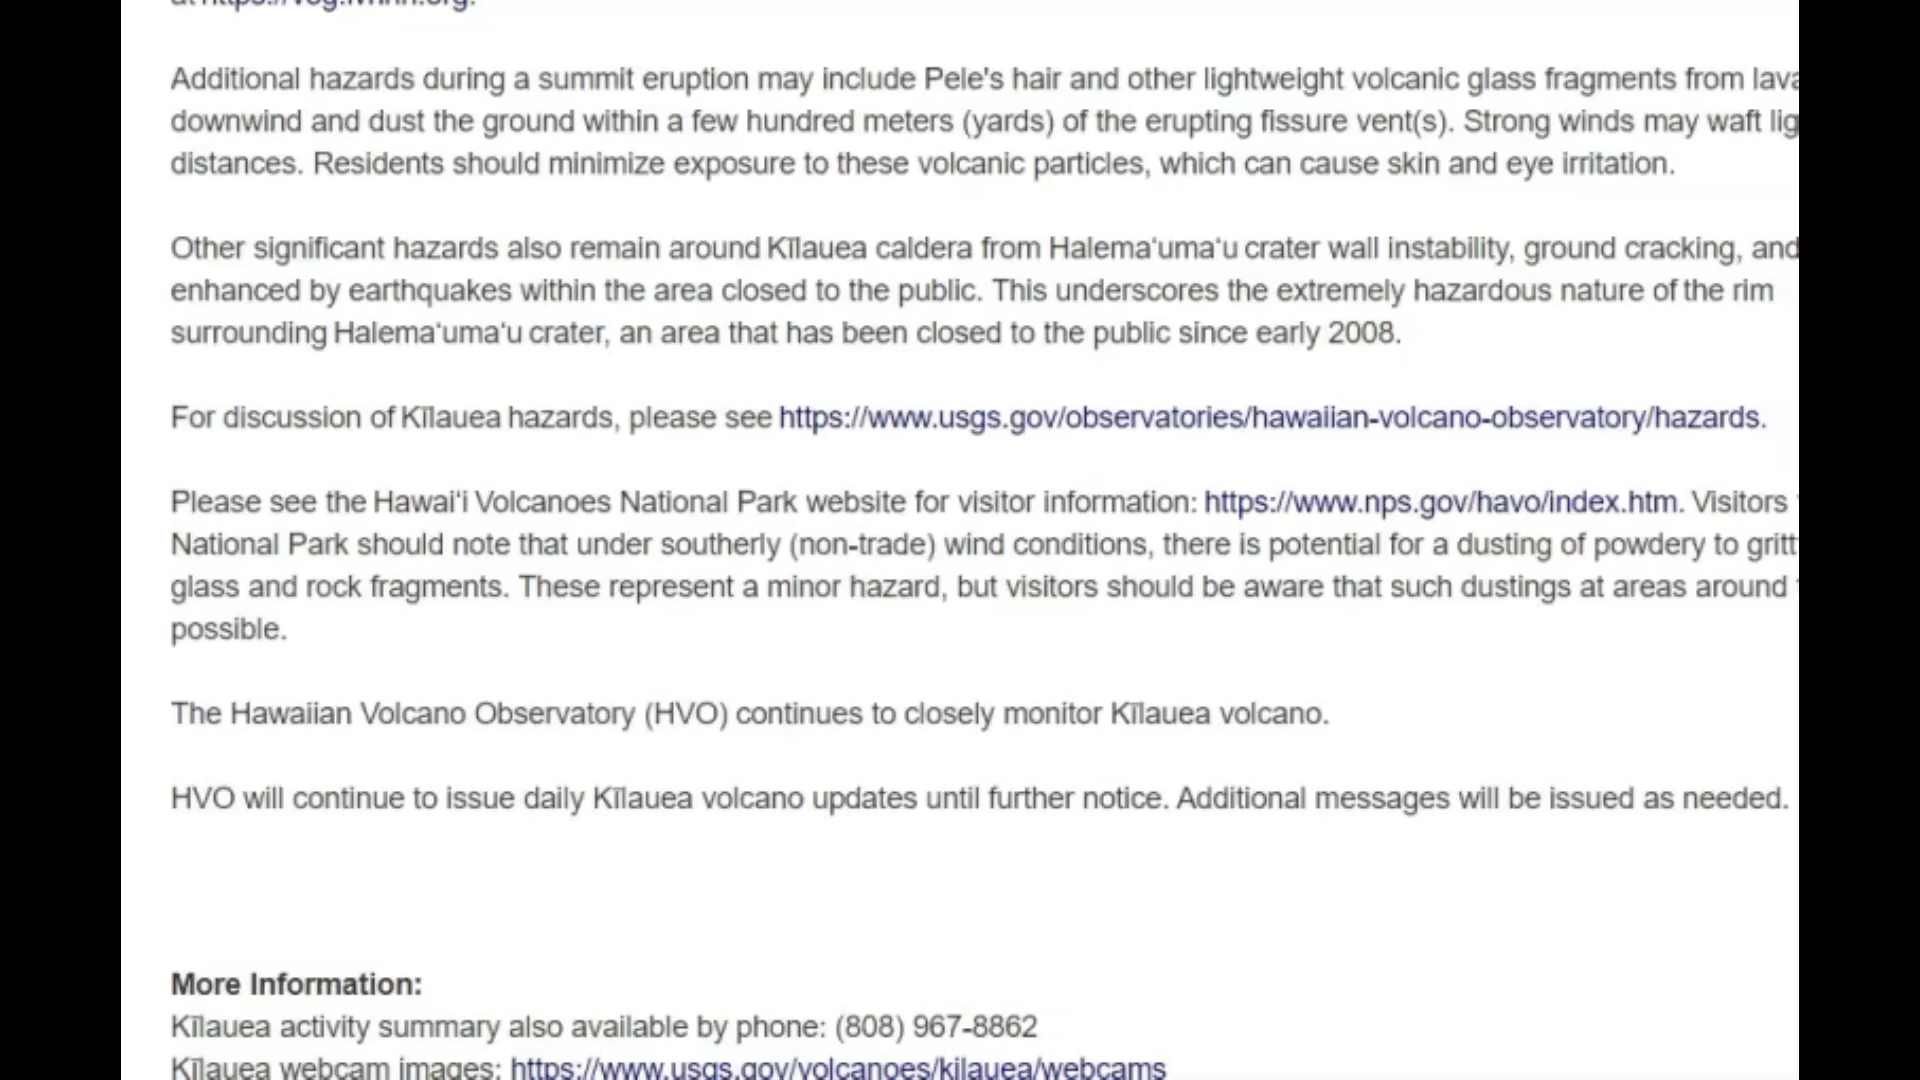 at https://vog.ivhhn.org.
Additional hazards during a summit eruption may include Pele's hair and other lightweight volcanic glass fragments from lava
downwind and dust the ground within a few hundred meters (yards) of the erupting fissure vent(s). Strong winds may waft lig
distances. Residents should minimize exposure to these volcanic particles, which can cause skin and eye irritation.
Other significant hazards also remain around Kīlauea caldera from Halemaʻumaʻu crater wall instability, ground cracking, and
enhanced by earthquakes within the area closed to the public. This underscores the extremely hazardous nature of the rim
surrounding Halemaʻumaʻu crater, an area that has been closed to the public since early 2008.
For discussion of Kīlauea hazards, please see https://www.usgs.gov/observatories/hawaiian-volcano-observatory/hazards.
Please see the Hawaiʻi Volcanoes National Park website for visitor information: https://www.nps.gov/havo/index.htm. Visitors
National Park should note that under southerly (non-trade) wind conditions, there is potential for a dusting of powdery to gritt
glass and rock fragments. These represent a minor hazard, but visitors should be aware that such dustings at areas around
possible.
The Hawaiian Volcano Observatory (HVO) continues to closely monitor Kīlauea volcano.
HVO will continue to issue daily Kīlauea volcano updates until further notice. Additional messages will be issued as needed.
More Information:
Kīlauea activity summary also available by phone: (808) 967-8862
Kīlauea webcam images: https://www.usgs.gov/volcanoes/kilauea/webcams